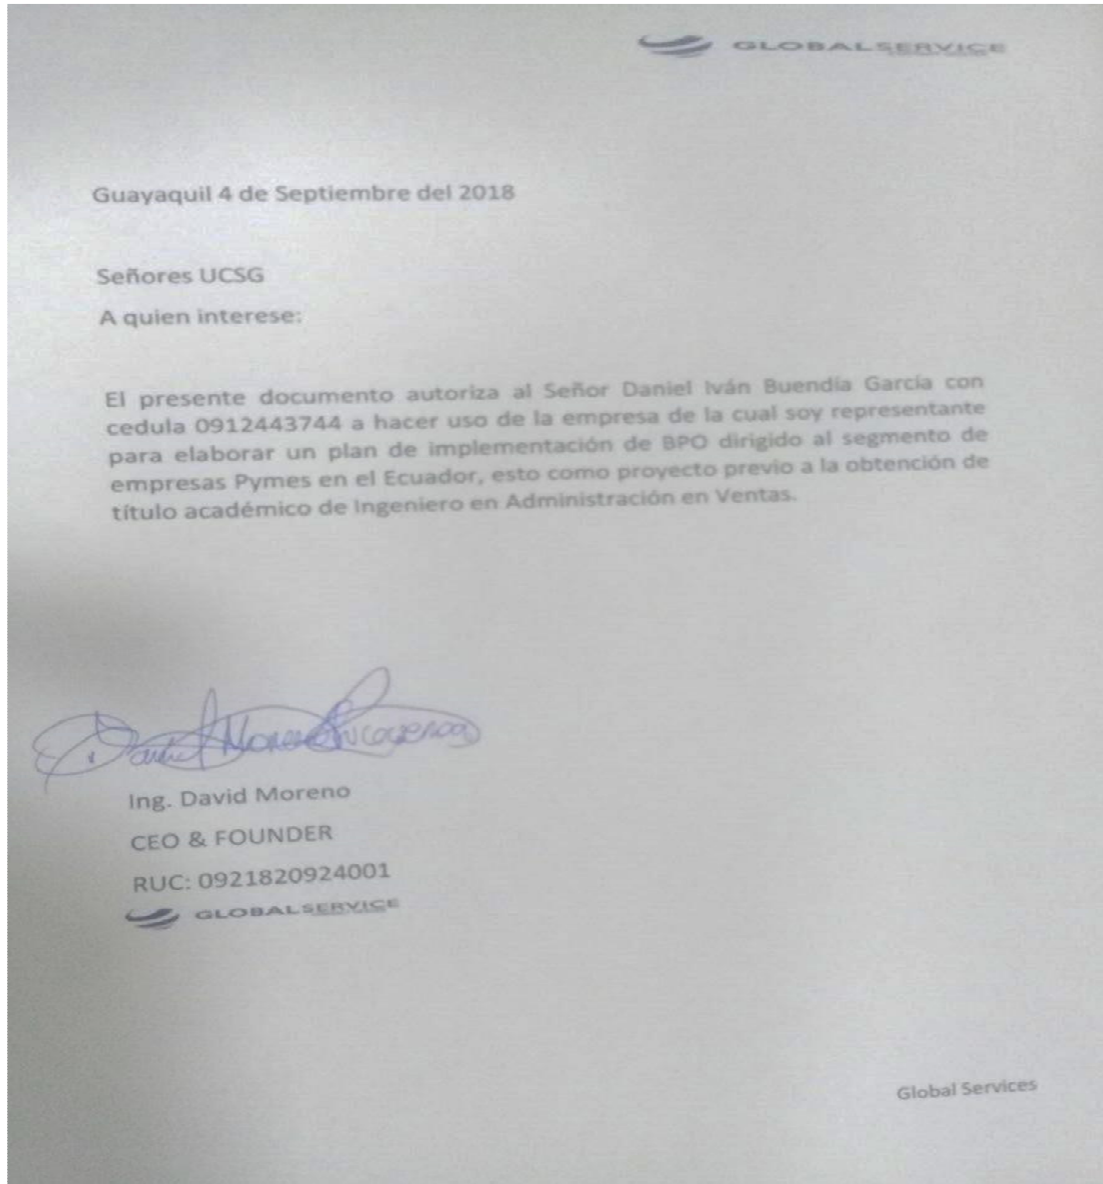 GLOBALSERVICE
Guayaquil 4 de Septiembre del 2018
Señores UCSG
A quien interese:
El presente documento autoriza al Señor Daniel Iván Buendía García con
cedula 0912443744 a hacer uso de la empresa de la cual soy representante
para elaborar un plan de implementación de BPO dirigido al segmento de
empresas Pymes en el Ecuador, esto como proyecto previo a la obtención de
título académico de Ingeniero en Administración en Ventas.
Ing. David Moreno
CEO & FOUNDER
RUC: 0921820924001
GLOBALSERVICE
Global Services